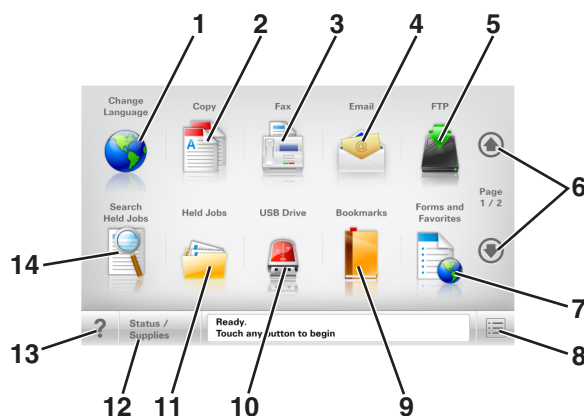 1 2 3 4 5
Change
Language
Copy
Fax
Email
FTP
6
Page
1 / 2
Search
Held Jobs
Held Jobs
USB Drive
Bookmarks
Forms and
Favorites
A
@
14
7
?
Status /
Supplies
Ready.
Touch any button to begin
13
12
11
10
9
8